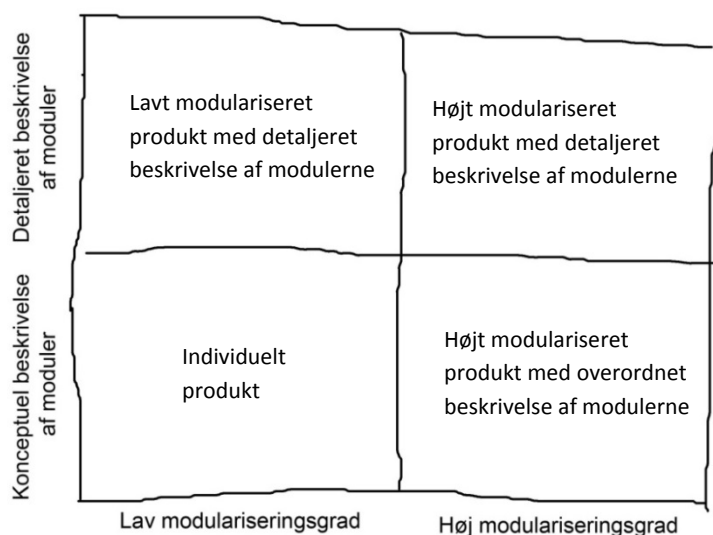 Detaljeret beskrivelse
af moduler
Lavt modulariseret
produkt med detaljeret
beskrivelse af modulerne
Højt modulariseret
produkt med detaljeret
beskrivelse af modulerne
Konceptuel beskrivelse
af moduler
Individuelt
produkt
Højt modulariseret
produkt med overordnet
beskrivelse af modulerne
Lav modulariseringsgrad
Høj modulariseringsgrad